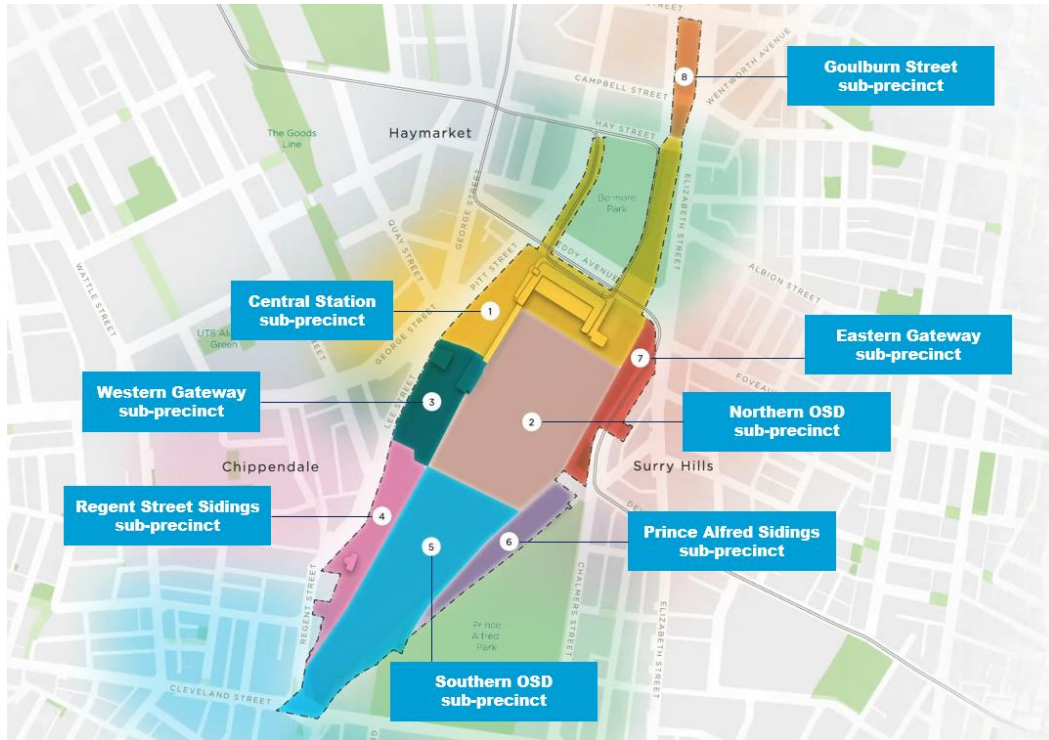 Goulburn Street
sub-precinct
8
CAMPBELL STREET
WENTWORTH AVENUE
HAY STREET
The Goods
Line
Haymarket
GEORGE STREET
QUAY STREET
PITT STREET
Belmore
Park
ELIZABETH STREET
EDDY AVENUE
WATTLE STREET
ALBION STREET
Central Station
sub-precinct
1
GEORGE STREET
UTS
Green
Eastern Gateway
sub-precinct
7
Western Gateway
sub-precinct
LEE STREET
3
2
Northern OSD
sub-precinct
Chippendale
Surry Hills
Regent Street Sidings
sub-precinct
4
5
6
Prince Alfred Sidings
sub-precinct
REGENT STREET
CHALMERS STREET
ELIZABETH STREET
Prince
Alfred
Park
CLEVELAND STREET
Southern OSD
sub-precinct